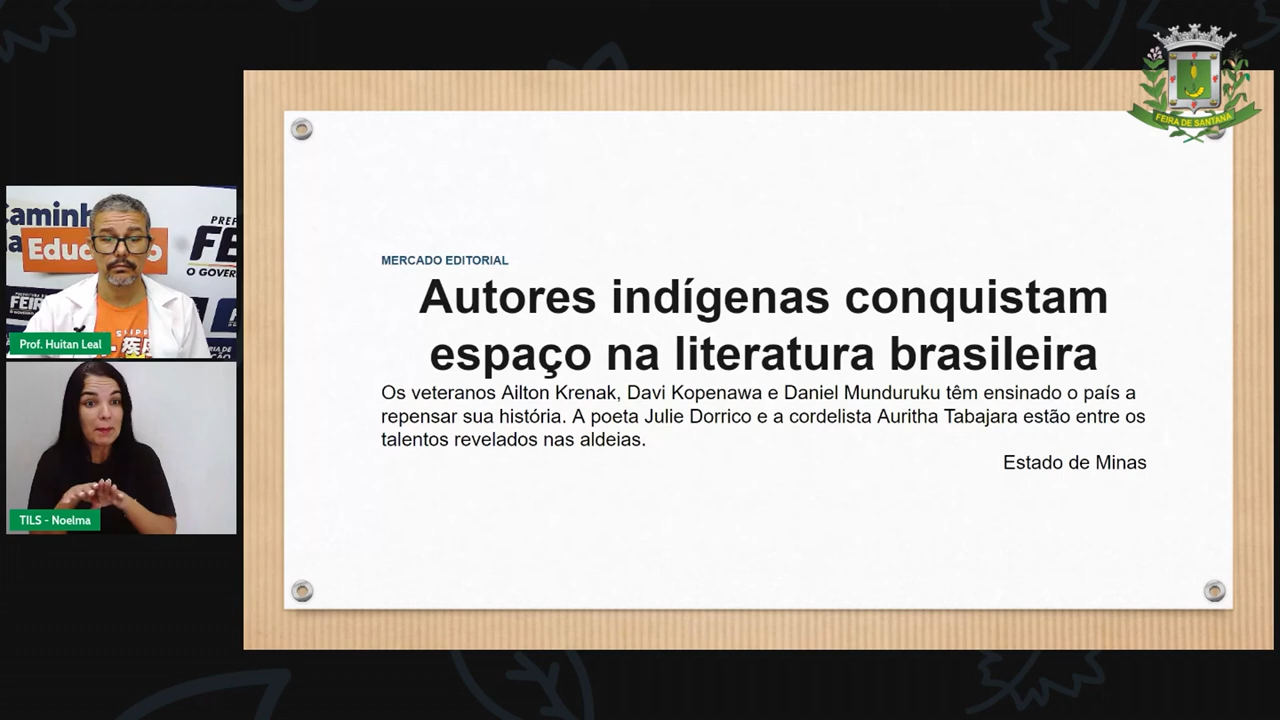 FEIRA DE SANTANA
MERCADO EDITORIAL
Autores indígenas conquistam
espaço na literatura brasileira
Os veteranos Ailton Krenak, Davi Kopenawa e Daniel Munduruku têm ensinado o país a
repensar sua história. A poeta Julie Dorrico e a cordelista Auritha Tabajara estão entre os
talentos revelados nas aldeias.
Estado de Minas
Prof. Huitan Leal
TILS - Noelma